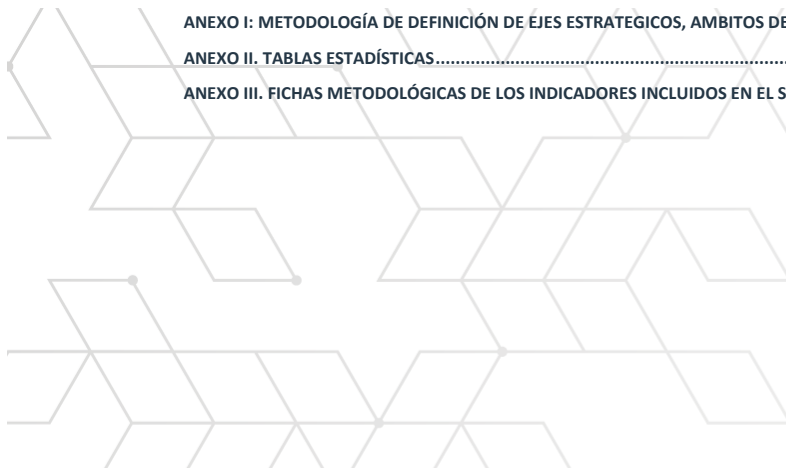 ANEXO I: METODOLOGÍA DE DEFINICIÓN DE EJES ESTRATEGICOS, AMBITOS DE
ANEXO II. TABLAS ESTADÍSTICAS....................................................................................
ANEXO III. FICHAS METODOLÓGICAS DE LOS INDICADORES INCLUIDOS EN EL S